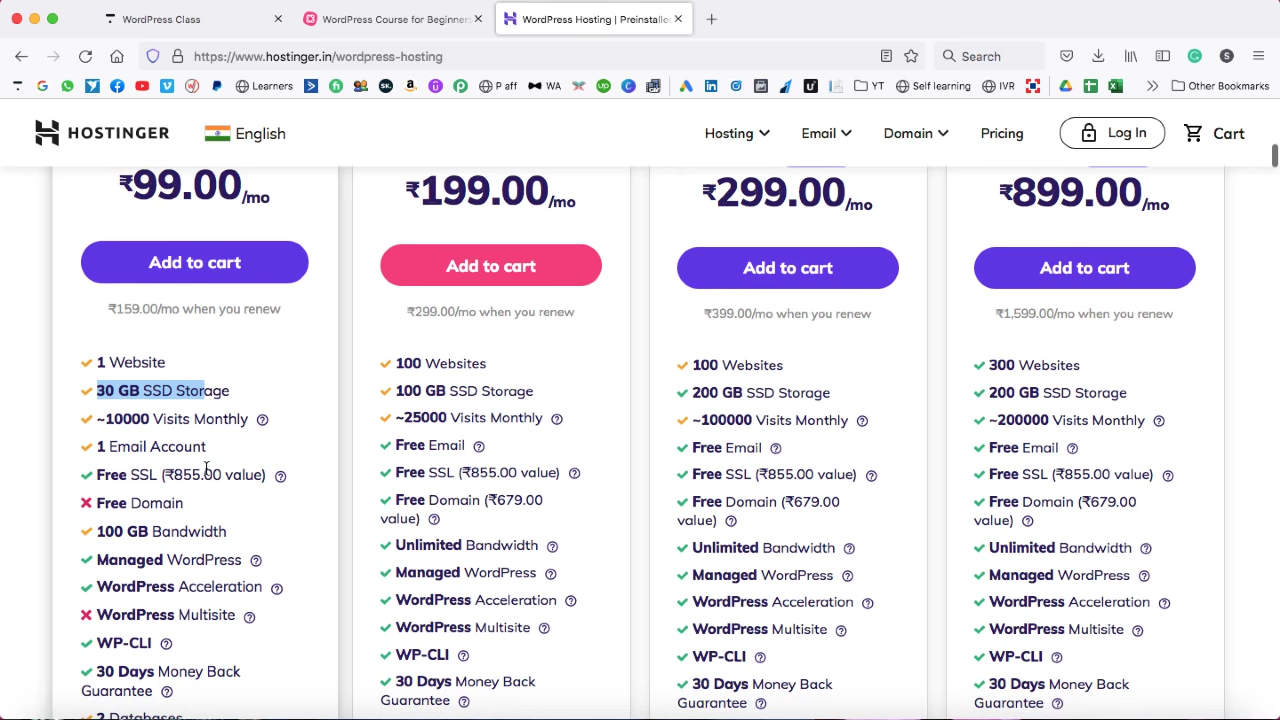 WordPress Class
WordPress Course for Beginners
WordPress Hosting | Preinstalle
https://www.hostinger.in/wordpress-hosting
Search
S
Learners
P aff
WA
YT
Self learning
IVR
Other Bookmarks
HOSTINGER
English
Hosting
Email
Domain
Pricing
Log In
Cart
₹99.00/mo
Add to cart
₹159.00/mo when you renew
1 Website
30 GB SSD Storage
~10000 Visits Monthly
1 Email Account
Free SSL (₹855.00 value)
Free Domain
100 GB Bandwidth
Managed WordPress
WordPress Acceleration
WordPress Multisite
WP-CLI
30 Days Money Back
Guarantee
2 Databases
₹199.00/mo
Add to cart
₹299.00/mo when you renew
100 Websites
100 GB SSD Storage
~25000 Visits Monthly
Free Email
Free SSL (₹855.00 value)
Free Domain (₹679.00
value)
Unlimited Bandwidth
Managed WordPress
WordPress Acceleration
WordPress Multisite
WP-CLI
30 Days Money Back
Guarantee
₹299.00/mo
Add to cart
₹399.00/mo when you renew
100 Websites
200 GB SSD Storage
~100000 Visits Monthly
Free Email
Free SSL (₹855.00 value)
Free Domain (₹679.00
value)
Unlimited Bandwidth
Managed WordPress
WordPress Acceleration
WordPress Multisite
WP-CLI
30 Days Money Back
Guarantee
₹899.00/mo
Add to cart
₹1,599.00/mo when you renew
300 Websites
200 GB SSD Storage
~200000 Visits Monthly
Free Email
Free SSL (₹855.00 value)
Free Domain (₹679.00
value)
Unlimited Bandwidth
Managed WordPress
WordPress Acceleration
WordPress Multisite
WP-CLI
30 Days Money Back
Guarantee